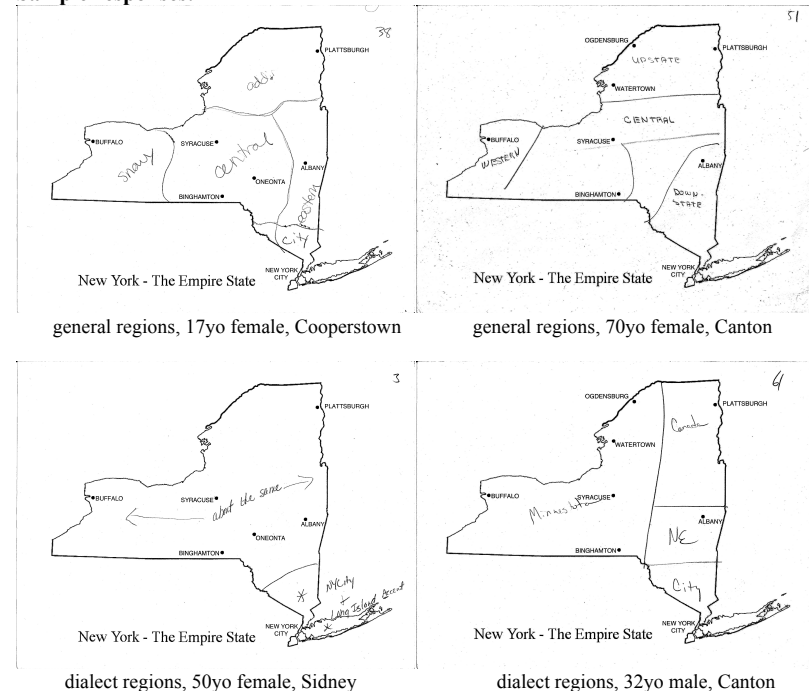 38
PLATTSBURGH
addi
BUFFALO
SYRACUSE
snowy
central
ONEONTA
ALBANY
eastern
BINGHAMTON
city
NEW YORK
CITY
New York - The Empire State
general regions, 17yo female, Cooperstown
51
OGDENSBURG
PLATTSBURGH
UPSTATE
WATERTOWN
CENTRAL
BUFFALO
SYRACUSE
WESTERN
ALBANY
BINGHAMTON
DOWN-
STATE
NEW YORK
CITY
New York - The Empire State
general regions, 70yo female, Canton
3
PLATTSBURGH
about the same
BUFFALO
SYRACUSE
ALBANY
ONEONTA
BINGHAMTON
NYCity
+
Long Island Accent
NEW YORK
CITY
New York - The Empire State
dialect regions, 50yo female, Sidney
61
OGDENSBURG
PLATTSBURGH
Canada
WATERTOWN
BUFFALO
SYRACUSE
Minnesota
ALBANY
NE
BINGHAMTON
City
NEW YORK
CITY
New York - The Empire State
dialect regions, 32yo male, Canton